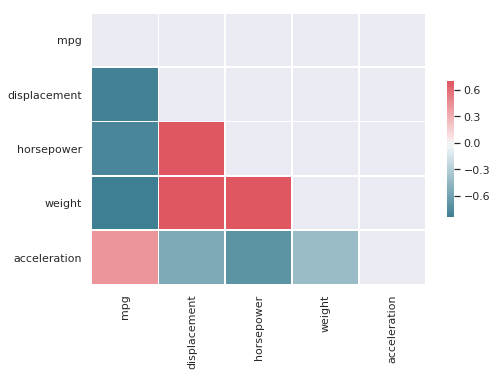 mpg
displacement
horsepower
weight
acceleration
mpg
displacement
horsepower
weight
acceleration
0.6
0.3
0.0
−0.3
−0.6